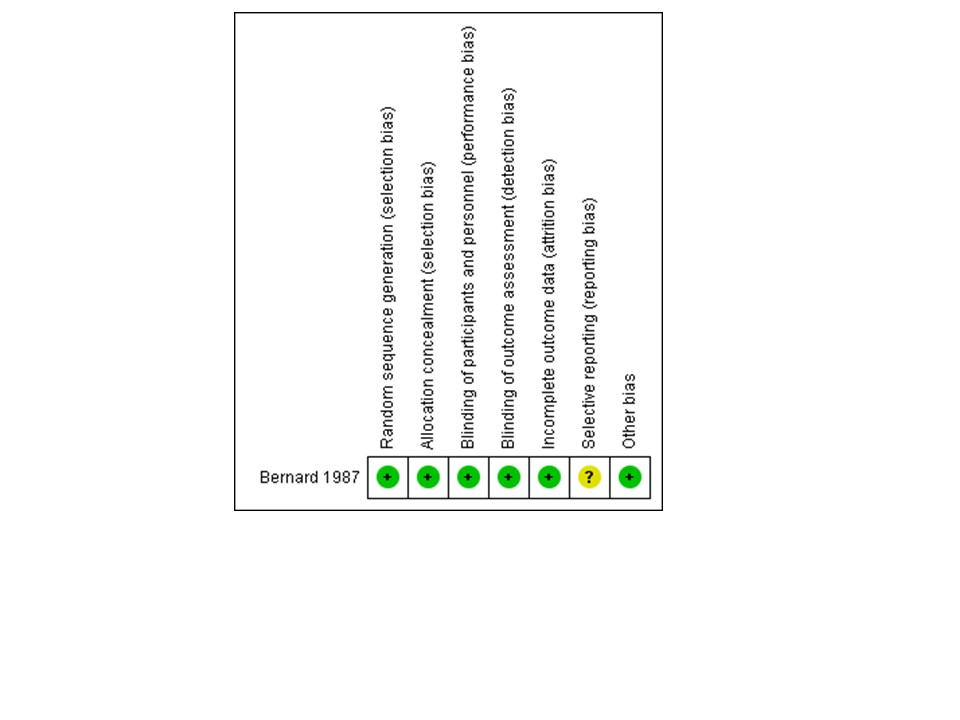 Random sequence generation (selection bias)
Allocation concealment (selection bias)
Blinding of participants and personnel (performance bias)
Blinding of outcome assessment (detection bias)
Incomplete outcome data (attrition bias)
Selective reporting (reporting bias)
Other bias
Bernard 1987 + + + + + ? +